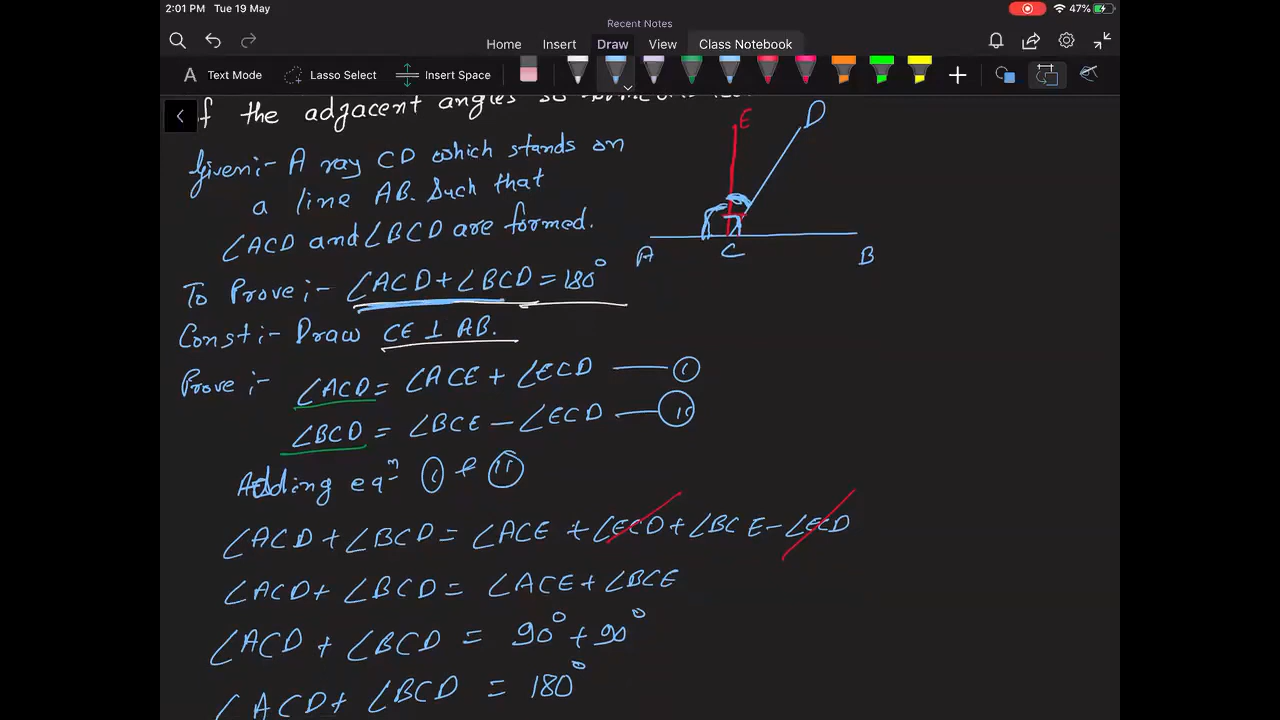 2:01 PM Tue 19 May
47%
Recent Notes
Home Insert Draw View Class Notebook
Text Mode Lasso Select Insert Space
f the adjacent angles so
Given:- A ray CD which stands on
a line AB. Such that
∠ACD and ∠BCD are formed.
To Prove:- ∠ACD+∠BCD=180°
Const:- Draw CE ⊥ AB.
Prove:- ∠ACD = ∠ACE + ∠ECD — (i)
∠BCD = ∠BCE - ∠ECD — (ii)
Adding eqn (i) & (ii)
∠ACD + ∠BCD = ∠ACE + ∠ECD + ∠BCE - ∠ECD
∠ACD + ∠BCD = ∠ACE + ∠BCE
∠ACD + ∠BCD = 90° + 90°
∠ACD + ∠BCD = 180°
E D
A C B